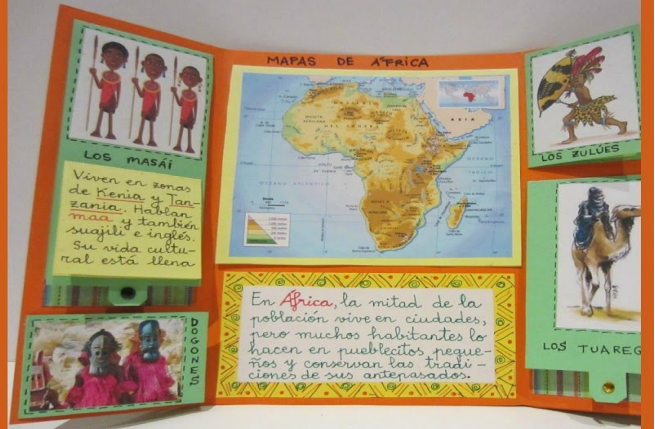 LOS MASÁI
Viven en zonas
de Kenia y Tan-
zania. Hablan
maa y también
suajili e inglés.
Su vida cultu-
ral está llena
DOGONES
MAPAS DE AFRICA
ASIA
En África, la mitad de la
población vive en ciudades,
pero muchos habitantes lo
hacen en pueblecitos peque-
ños y conservan las tradi-
ciones de sus antepasados.
LOS ZULÚES
LOS TUAREG